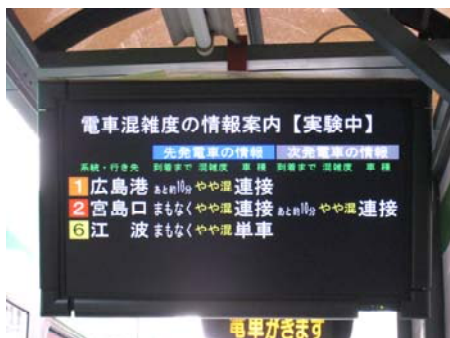 電車混雑度の情報案内【実験中】
先発電車の情報 次発電車の情報
系統・行き先 到着まで 混雑度 車種 到着まで 混雑度 車種
1 広島港 あと約10分 やや混 連接
2 宮島口 まもなく やや混 連接 あと約10分 やや混 連接
6 江 波 まもなく やや混 単車
電車がきます